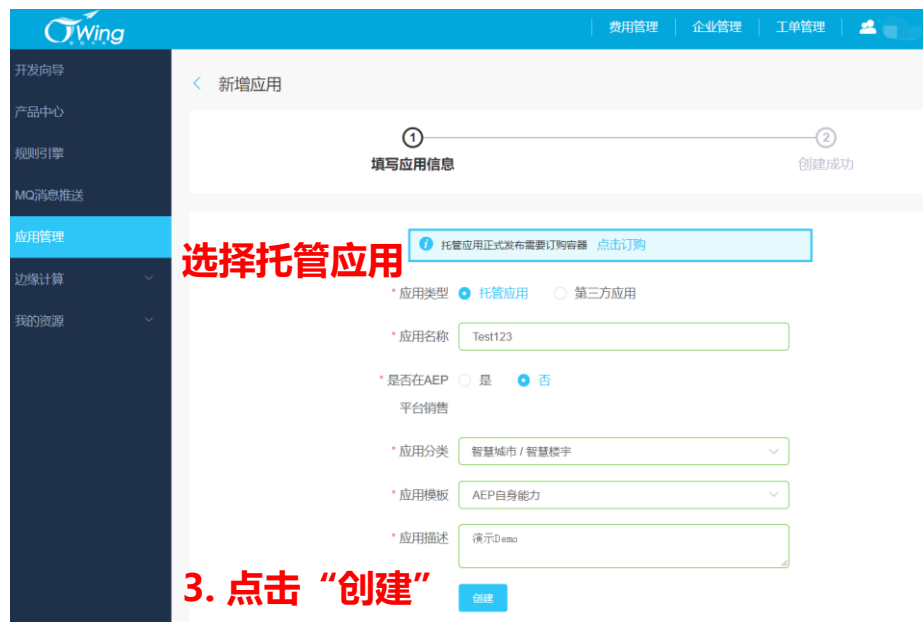 CTWing
费用管理
企业管理
工单管理
开发向导
产品中心
规则引擎
MQ消息推送
应用管理
边缘计算
我的资源
新增应用
1
填写应用信息
2
创建成功
托管应用正式发布需要订购容器 点击订购
选择托管应用
* 应用类型 托管应用 第三方应用
* 应用名称 Test123
* 是否在AEP 是 否
平台销售
* 应用分类 智慧城市 / 智慧楼宇
* 应用模板 AEP自身能力
* 应用描述 演示Demo
3. 点击“创建”
创建